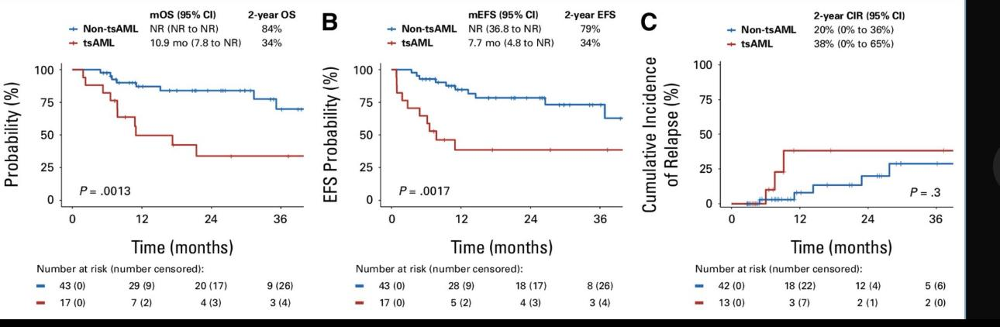 mOS (95% CI) 2-year OS
Non-tsAML NR (NR to NR) 84%
tsAML 10.9 mo (7.8 to NR) 34%
Probability (%)
100
75
50
25
0
P = .0013
0 12 24 36
Time (months)
Number at risk (number censored):
43 (0) 29 (9) 20 (17) 9 (26)
17 (0) 7 (2) 4 (3) 3 (4)
B
mEFS (95% CI) 2-year EFS
Non-tsAML NR (36.8 to NR) 79%
tsAML 7.7 mo (4.8 to NR) 34%
EFS Probability (%)
100
75
50
25
0
P = .0017
0 12 24 36
Time (months)
Number at risk (number censored):
43 (0) 28 (9) 18 (17) 8 (26)
17 (0) 5 (2) 4 (3) 3 (4)
C
2-year CIR (95% CI)
Non-tsAML 20% (0% to 36%)
tsAML 38% (0% to 65%)
Cumulative Incidence
of Relapse (%)
100
75
50
25
0
P = .3
0 12 24 36
Time (months)
Number at risk (number censored):
42 (0) 18 (22) 12 (4) 5 (6)
13 (0) 3 (7) 2 (1) 2 (0)